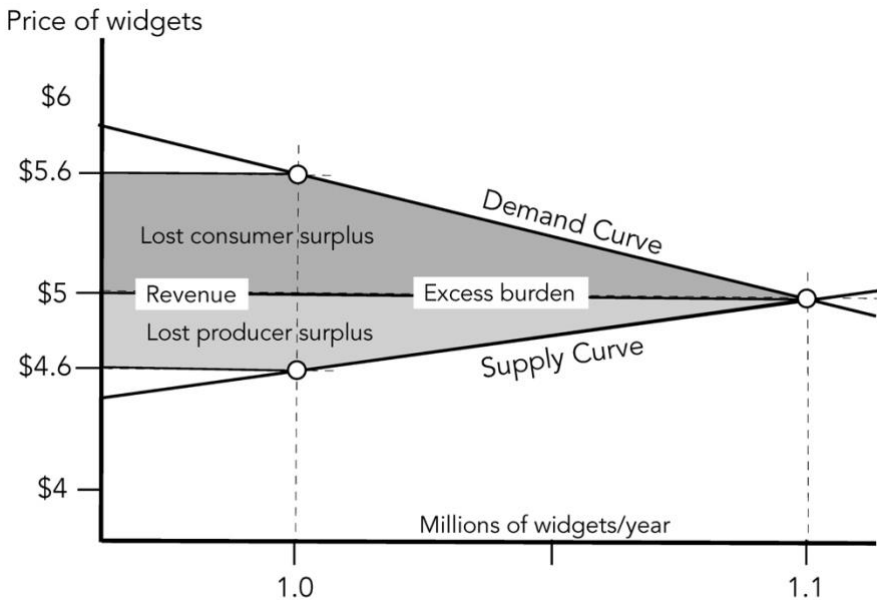 Price of widgets
$6
$5.6
Demand Curve
Lost consumer surplus
$5
Revenue
Excess burden
Lost producer surplus
$4.6
Supply Curve
$4
Millions of widgets/year
1.0
1.1